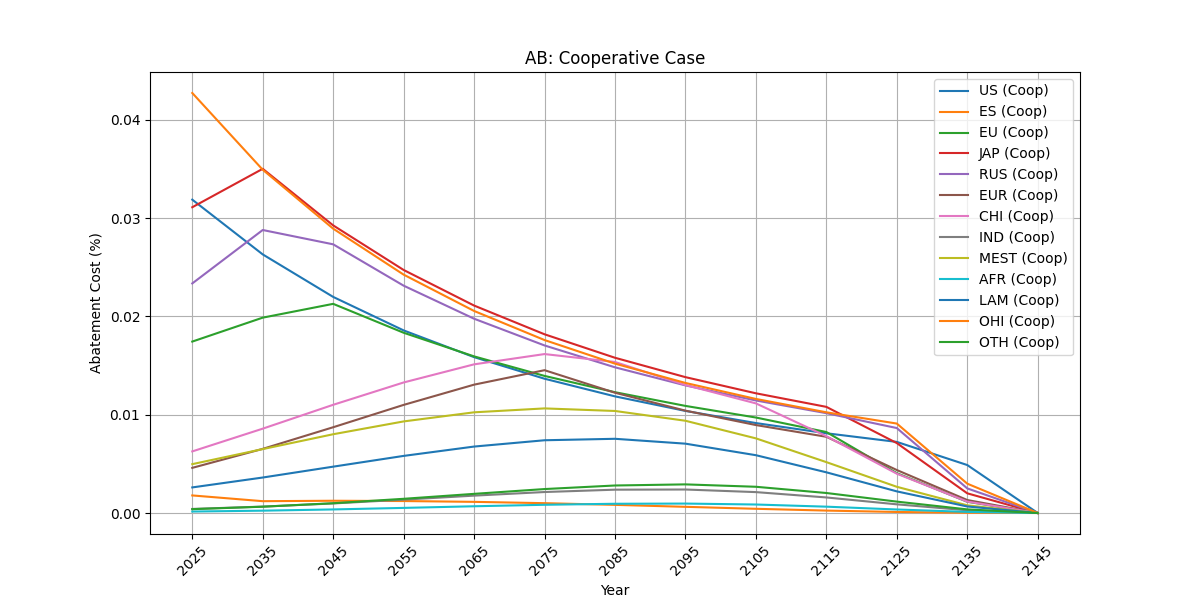 AB: Cooperative Case
Abatement Cost (%)
0.04
0.03
0.02
0.01
0.00
US (Coop)
ES (Coop)
EU (Coop)
JAP (Coop)
RUS (Coop)
EUR (Coop)
CHI (Coop)
IND (Coop)
MEST (Coop)
AFR (Coop)
LAM (Coop)
OHI (Coop)
OTH (Coop)
2025
2035
2045
2055
2065
2075
2085
2095
2105
2115
2125
2135
2145
Year